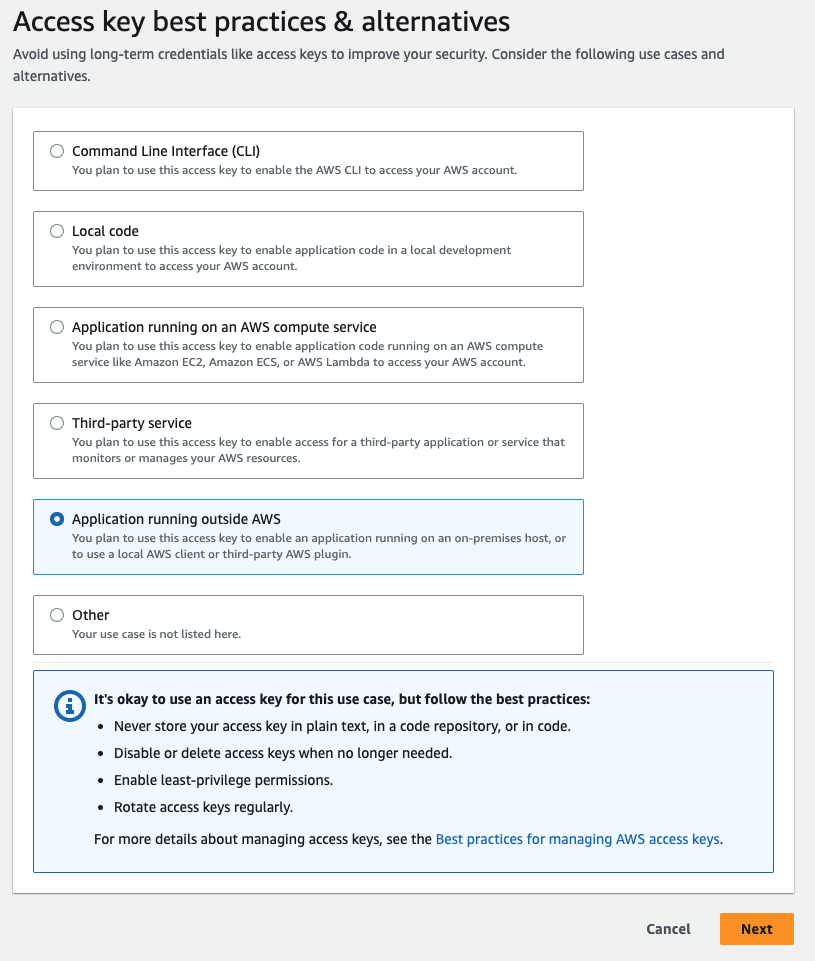 Access key best practices & alternatives
Avoid using long-term credentials like access keys to improve your security. Consider the following use cases and
alternatives.
Command Line Interface (CLI)
You plan to use this access key to enable the AWS CLI to access your AWS account.
Local code
You plan to use this access key to enable application code in a local development
environment to access your AWS account.
Application running on an AWS compute service
You plan to use this access key to enable application code running on an AWS compute
service like Amazon EC2, Amazon ECS, or AWS Lambda to access your AWS account.
Third-party service
You plan to use this access key to enable access for a third-party application or service that
monitors or manages your AWS resources.
Application running outside AWS
You plan to use this access key to enable an application running on an on-premises host, or
to use a local AWS client or third-party AWS plugin.
Other
Your use case is not listed here.
It's okay to use an access key for this use case, but follow the best practices:
• Never store your access key in plain text, in a code repository, or in code.
• Disable or delete access keys when no longer needed.
• Enable least-privilege permissions.
• Rotate access keys regularly.
For more details about managing access keys, see the Best practices for managing AWS access keys.
Cancel Next